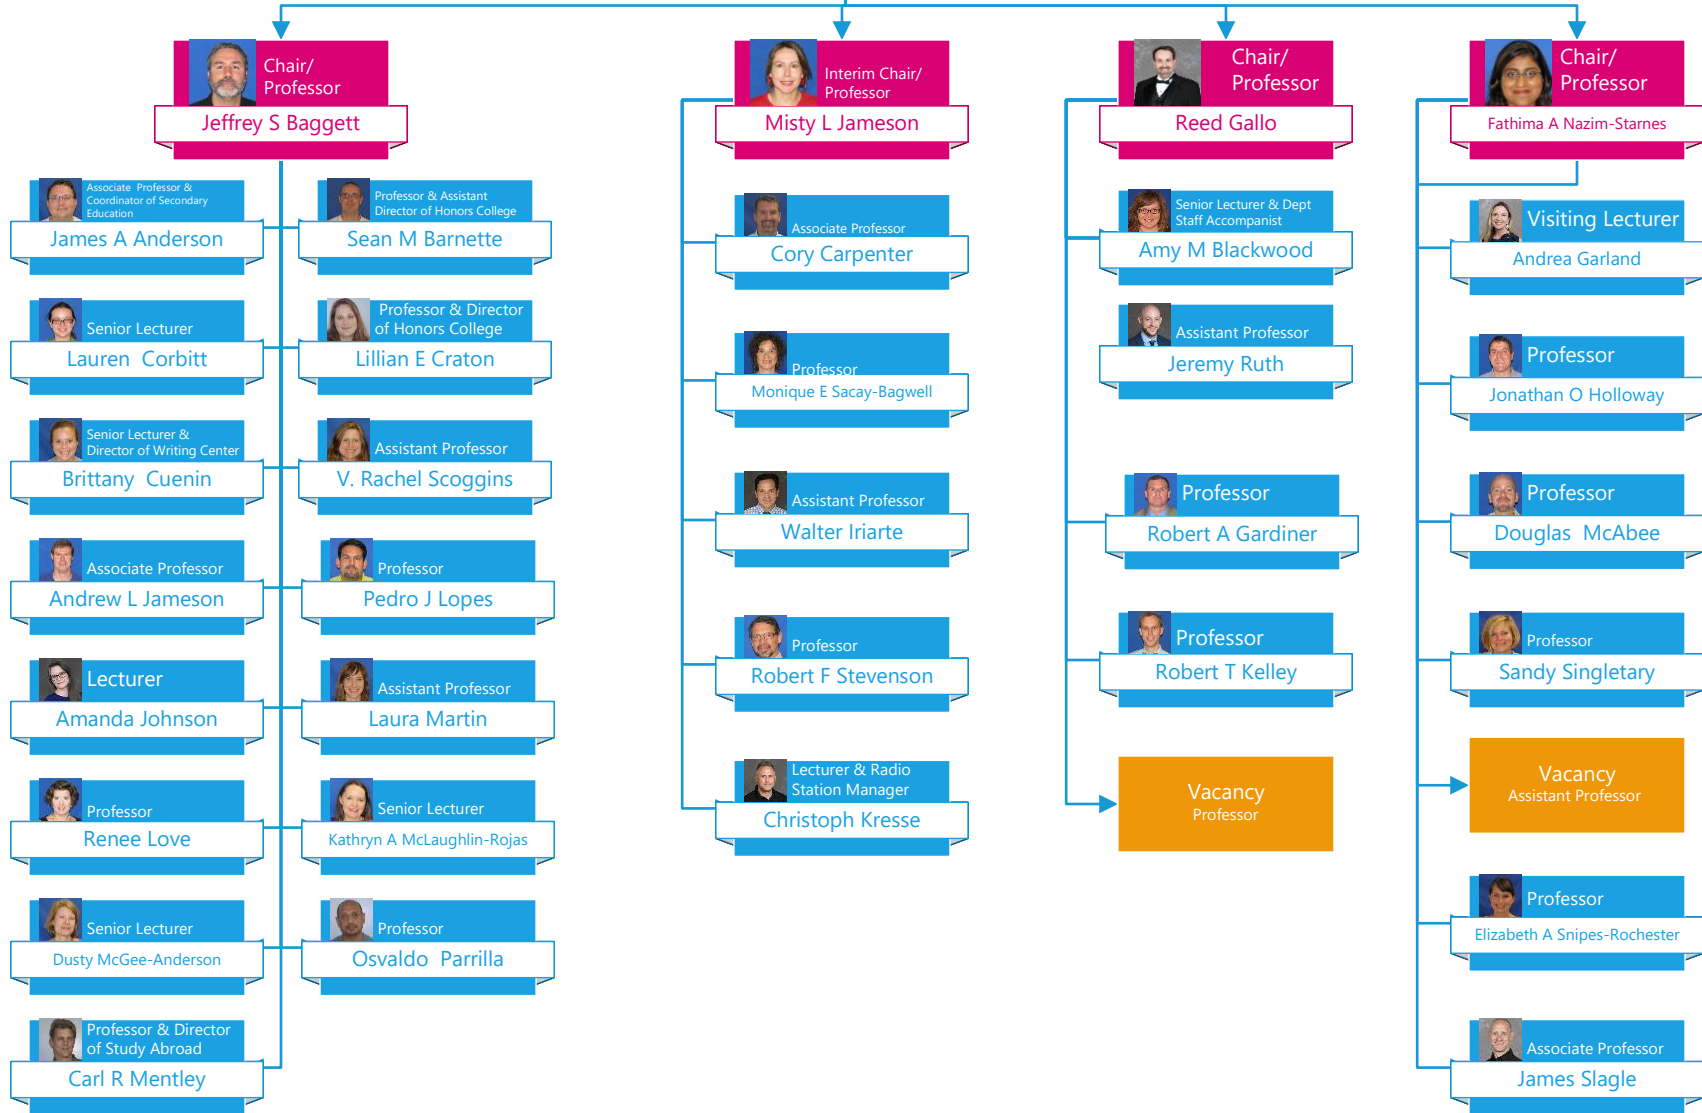 Chair/
Professor
Jeffrey S Baggett
Associate Professor &
Coordinator of Secondary
Education
James A Anderson
Professor & Assistant
Director of Honors College
Sean M Barnette
Senior Lecturer
Lauren Corbitt
Professor & Director
of Honors College
Lillian E Craton
Senior Lecturer &
Director of Writing Center
Brittany Cuenin
Assistant Professor
V. Rachel Scoggins
Associate Professor
Andrew L Jameson
Professor
Pedro J Lopes
Lecturer
Amanda Johnson
Assistant Professor
Laura Martin
Professor
Renee Love
Senior Lecturer
Kathryn A McLaughlin-Rojas
Senior Lecturer
Dusty McGee-Anderson
Professor
Osvaldo Parrilla
Professor & Director
of Study Abroad
Carl R Mentley
Interim Chair/
Professor
Misty L Jameson
Associate Professor
Cory Carpenter
Professor
Monique E Sacay-Bagwell
Assistant Professor
Walter Iriarte
Professor
Robert F Stevenson
Lecturer & Radio
Station Manager
Christoph Kresse
Chair/
Professor
Reed Gallo
Senior Lecturer & Dept
Staff Accompanist
Amy M Blackwood
Assistant Professor
Jeremy Ruth
Professor
Robert A Gardiner
Professor
Robert T Kelley
Vacancy
Professor
Chair/
Professor
Fathima A Nazim-Starnes
Visiting Lecturer
Andrea Garland
Professor
Jonathan O Holloway
Professor
Douglas McAbee
Professor
Sandy Singletary
Vacancy
Assistant Professor
Professor
Elizabeth A Snipes-Rochester
Associate Professor
James Slagle